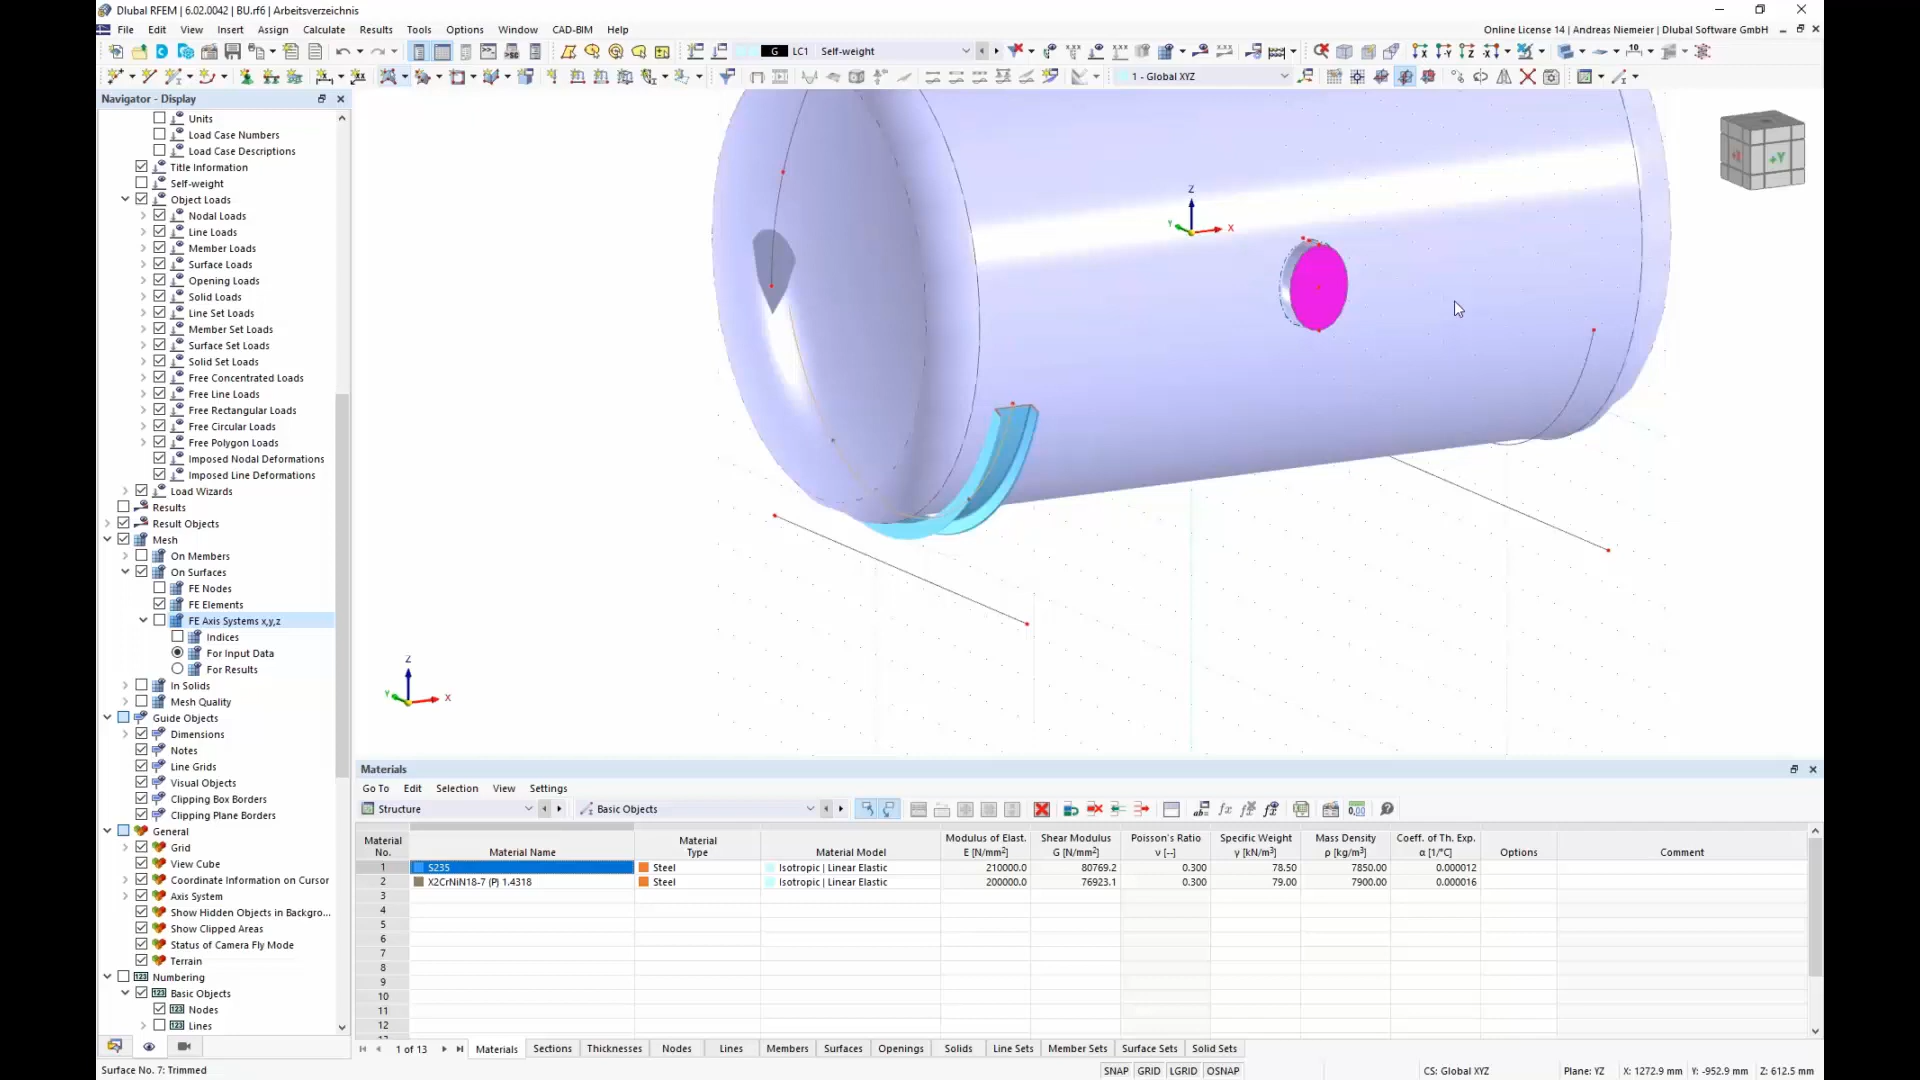 Dlubal RFEM | 6.02.0042 | BU.rf6 | Arbeitsverzeichnis
File Edit View Insert Assign Calculate Results Tools Options Window CAD-BIM Help
Online License 14 | Andreas Niemeier | Dlubal Software GmbH
G LC1 Self-weight
1 - Global XYZ
Navigator - Display
Units
Load Case Numbers
Load Case Descriptions
Title Information
Self-weight
Object Loads
Nodal Loads
Line Loads
Member Loads
Surface Loads
Opening Loads
Solid Loads
Line Set Loads
Member Set Loads
Surface Set Loads
Solid Set Loads
Free Concentrated Loads
Free Line Loads
Free Rectangular Loads
Free Circular Loads
Free Polygon Loads
Imposed Nodal Deformations
Imposed Line Deformations
Load Wizards
Results
Result Objects
Mesh
On Members
On Surfaces
FE Nodes
FE Elements
FE Axis Systems x,y,z
Indices
For Input Data
For Results
In Solids
Mesh Quality
Guide Objects
Dimensions
Notes
Line Grids
Visual Objects
Clipping Box Borders
Clipping Plane Borders
General
Grid
View Cube
Coordinate Information on Cursor
Axis System
Show Hidden Objects in Backgro...
Show Clipped Areas
Status of Camera Fly Mode
Terrain
Numbering
Basic Objects
Nodes
Lines
Z
Y X
+Y
Z
Y X
Materials
Go To Edit Selection View Settings
Structure Basic Objects
Material No. Material Name Material Type Material Model Modulus of Elast. E [N/mm²] Shear Modulus G [N/mm²] Poisson's Ratio ν [--] Specific Weight γ [kN/m³] Mass Density ρ [kg/m³] Coeff. of Th. Exp. α [1/°C] Options Comment
1 S235 Steel Isotropic | Linear Elastic 210000.0 80769.2 0.300 78.50 7850.00 0.000012
2 X2CrNiN18-7 (P) 1.4318 Steel Isotropic | Linear Elastic 200000.0 76923.1 0.300 79.00 7900.00 0.000016
3
4
5
6
7
8
9
10
11
12
1 of 13 Materials Sections Thicknesses Nodes Lines Members Surfaces Openings Solids Line Sets Member Sets Surface Sets Solid Sets
Surface No. 7: Trimmed
SNAP GRID LGRID OSNAP CS: Global XYZ Plane: YZ X: 1272.9 mm Y: -952.9 mm Z: 612.5 mm